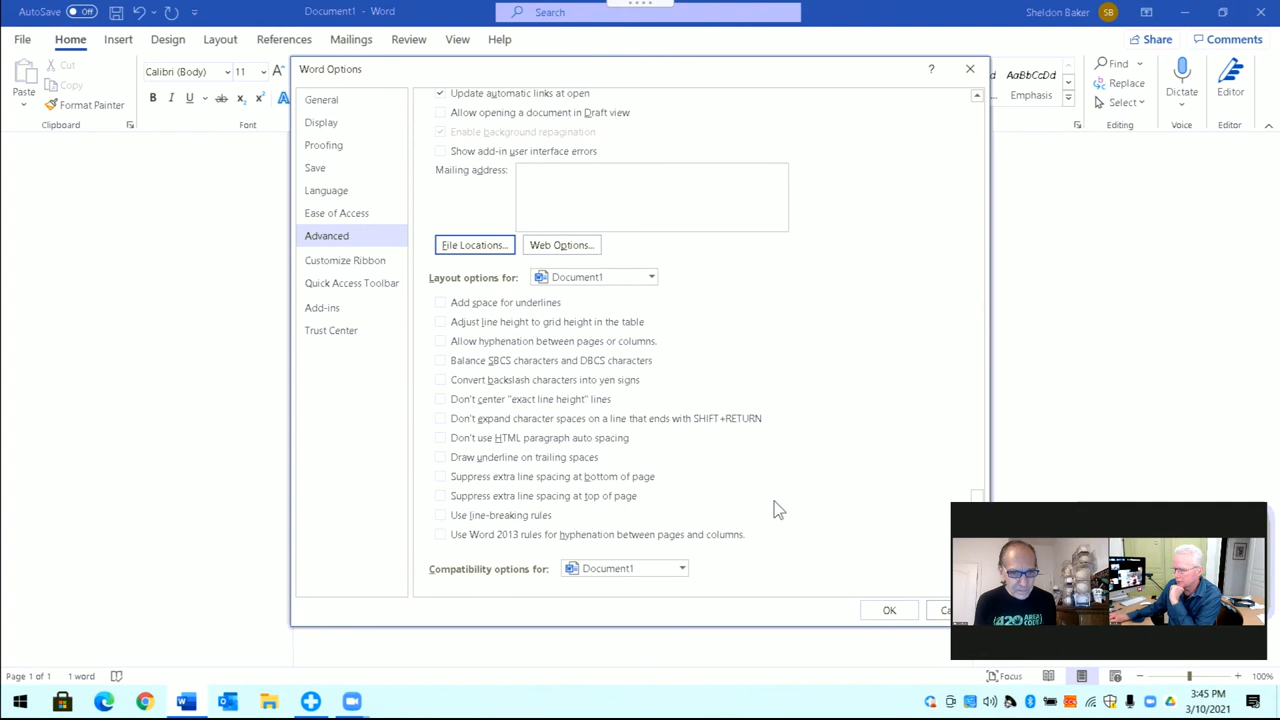 AutoSave Off
Document1 - Word
Search
Sheldon Baker SB
File Home Insert Design Layout References Mailings Review View Help
Share Comments
Paste
Cut
Copy
Format Painter
Clipboard
Calibri (Body) 11
B I U ab x₂ x² A
Font
AaBbCcDd
Emphasis
Find
Replace
Select
Editing
Dictate
Voice
Editor
Editor
Word Options
General
Display
Proofing
Save
Language
Ease of Access
Advanced
Customize Ribbon
Quick Access Toolbar
Add-ins
Trust Center
Update automatic links at open
Allow opening a document in Draft view
Enable background repagination
Show add-in user interface errors
Mailing address:
File Locations... Web Options...
Layout options for: Document1
Add space for underlines
Adjust line height to grid height in the table
Allow hyphenation between pages or columns.
Balance SBCS characters and DBCS characters
Convert backslash characters into yen signs
Don't center "exact line height" lines
Don't expand character spaces on a line that ends with SHIFT+RETURN
Don't use HTML paragraph auto spacing
Draw underline on trailing spaces
Suppress extra line spacing at bottom of page
Suppress extra line spacing at top of page
Use line-breaking rules
Use Word 2013 rules for hyphenation between pages and columns.
Compatibility options for: Document1
OK Ca
420
Page 1 of 1 1 word
Focus
100%
3:45 PM
3/10/2021